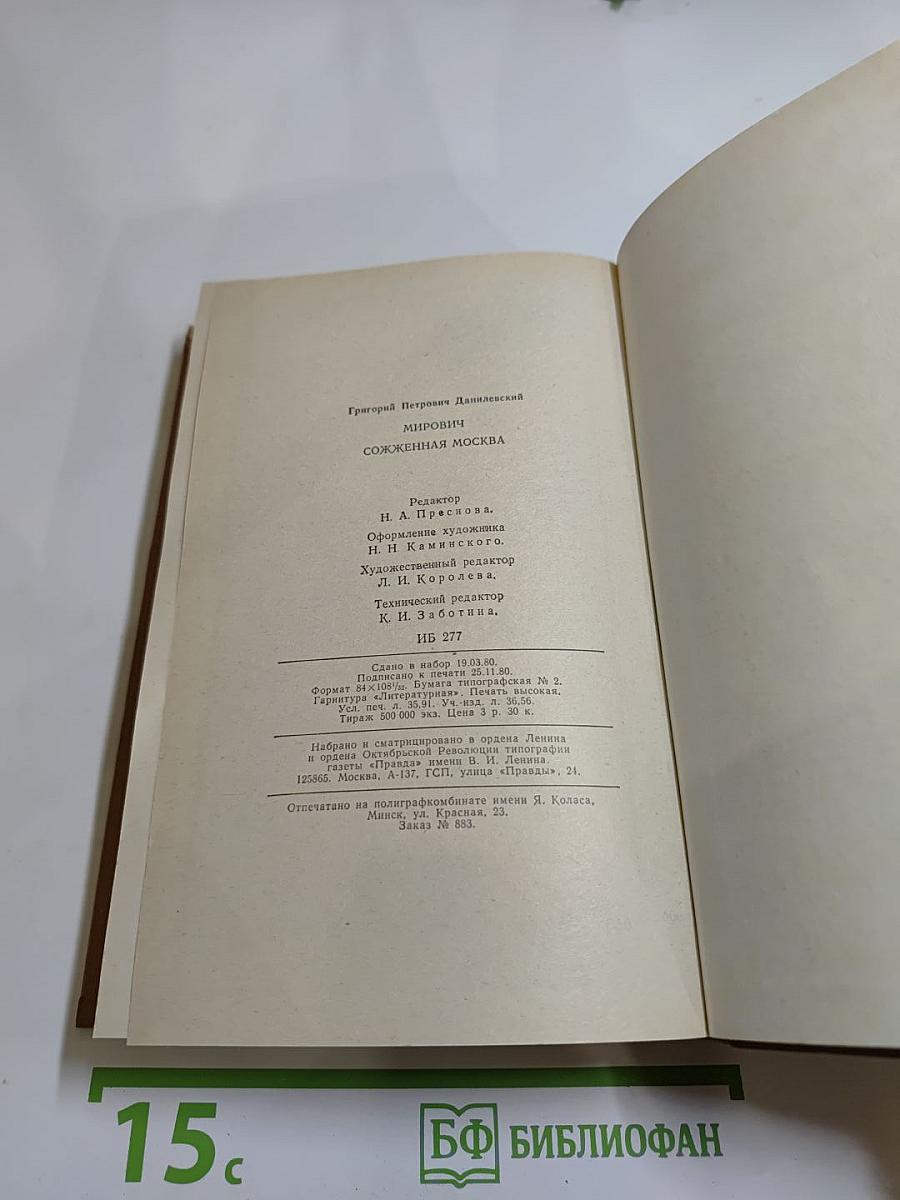 Григорий Петрович Данилевский
МИРОВИЧ
СОЖЖЕННАЯ МОСКВА
Редактор
Н. А. Преснова.
Оформление художника
Н. Н Каминского.
Художественный редактор
Л. И. Королева.
Технический редактор
К. И. Заботина.
ИБ 277
Сдано в набор 19.03.80.
Подписано к печати 25.11.80.
Формат 84×108¹/₃₂. Бумага типографская № 2.
Гарнитура «Литературная». Печать высокая.
Усл. печ. л. 35,91. Уч.-изд. л. 36,56.
Тираж 500 000 экз. Цена 3 р. 30 к.
Набрано и сматрицировано в ордена Ленина
и ордена Октябрьской Революции типографии
газеты «Правда» имени В. И. Ленина.
125865. Москва, А-137, ГСП, улица «Правды», 24.
Отпечатано на полиграфкомбинате имени Я. Коласа,
Минск, ул. Красная, 23.
Заказ № 883.
15 с
БФ БИБЛИОФАН